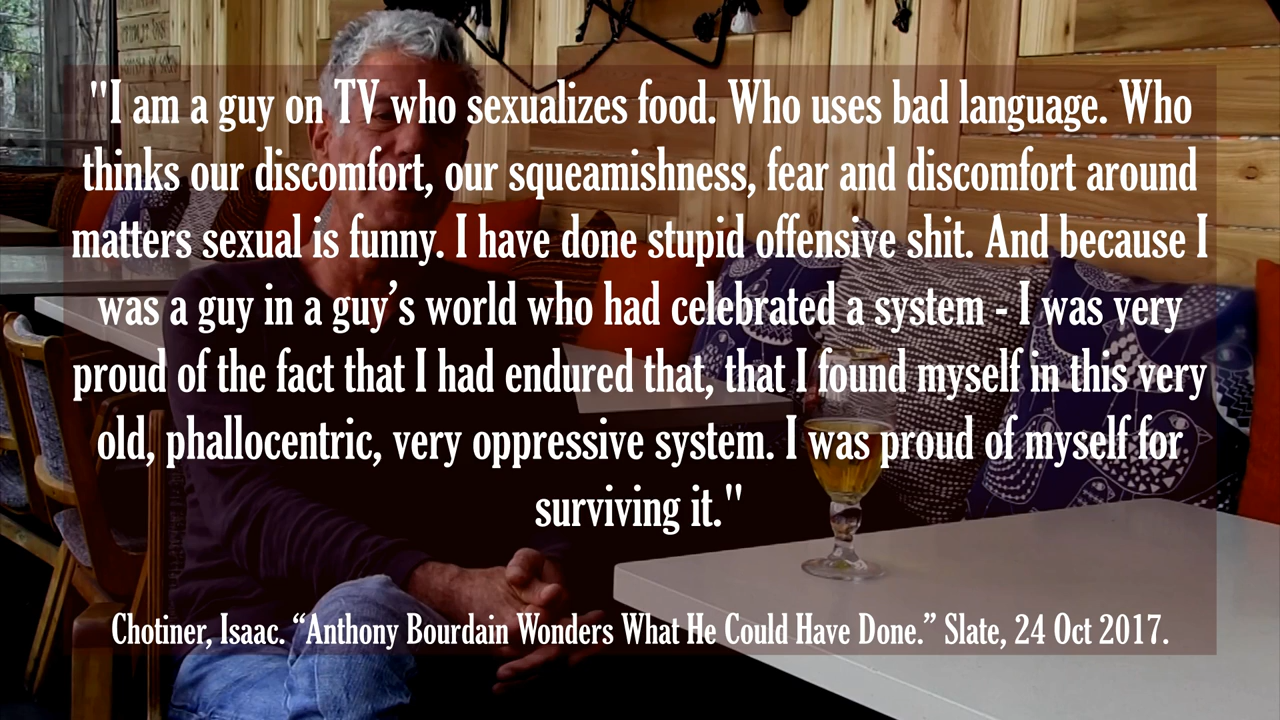 "I am a guy on TV who sexualizes food. Who uses bad language. Who
thinks our discomfort, our squeamishness, fear and discomfort around
matters sexual is funny. I have done stupid offensive shit. And because I
was a guy in a guy’s world who had celebrated a system - I was very
proud of the fact that I had endured that, that I found myself in this very
old, phallocentric, very oppressive system. I was proud of myself for
surviving it."
Chotiner, Isaac. “Anthony Bourdain Wonders What He Could Have Done.” Slate, 24 Oct 2017.